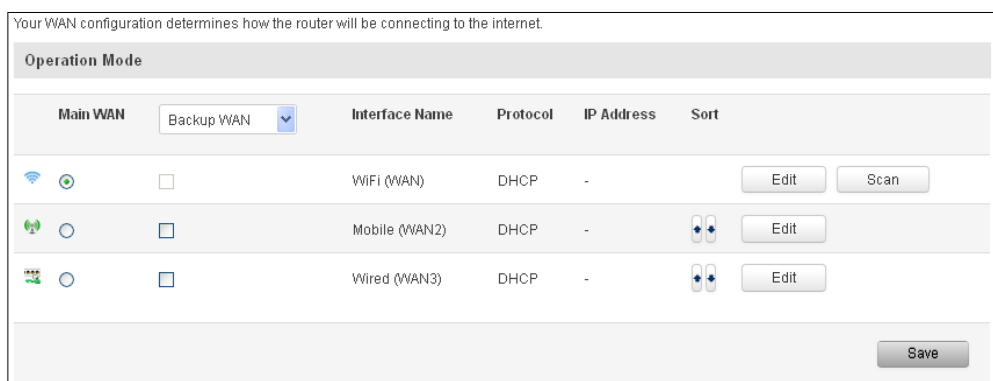 Your WAN configuration determines how the router will be connecting to the internet.
Operation Mode
Main WAN Backup WAN Interface Name Protocol IP Address Sort
WiFi (WAN) DHCP - Edit Scan
Mobile (WAN2) DHCP - Edit
Wired (WAN3) DHCP - Edit
Save